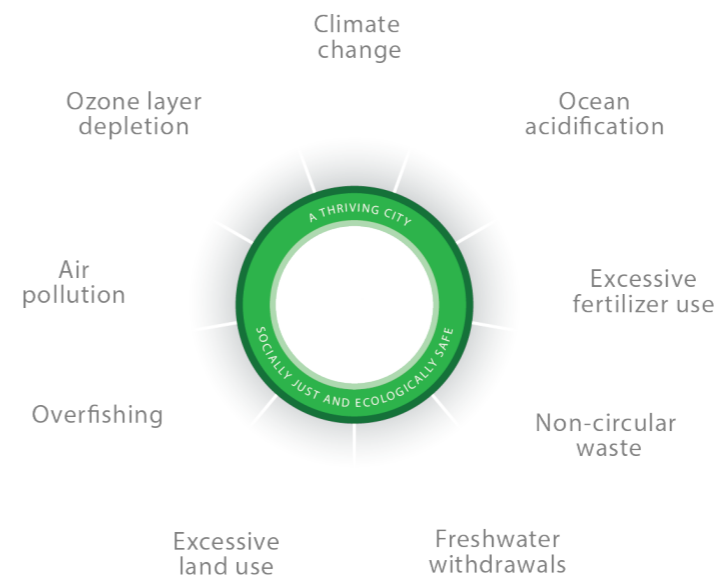 Climate
change
Ozone layer
depletion
Ocean
acidification
A THRIVING CITY
Air
pollution
Excessive
fertilizer use
SOCIALLY JUST AND ECOLOGICALLY SAFE
Overfishing
Non-circular
waste
Excessive
land use
Freshwater
withdrawals